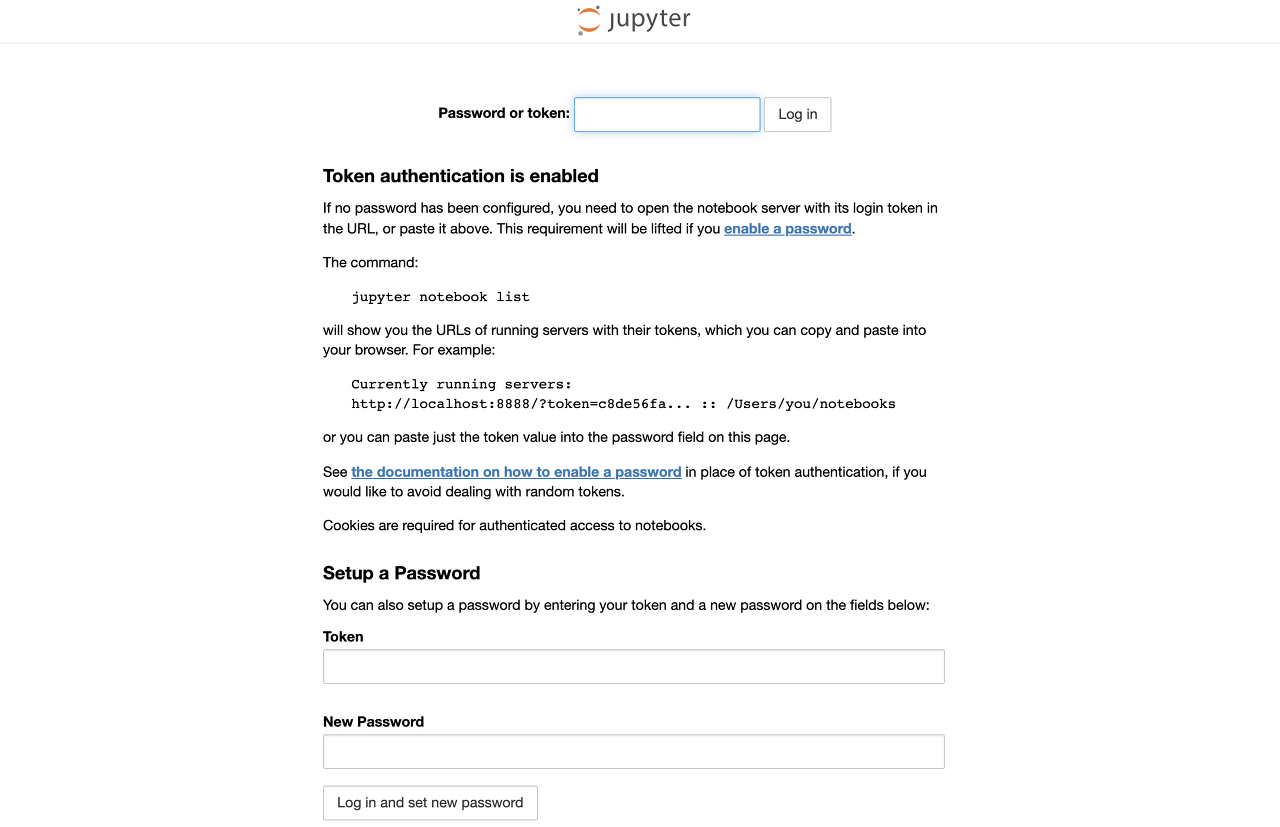 jupyter
Password or token:
Log in
Token authentication is enabled
If no password has been configured, you need to open the notebook server with its login token in
the URL, or paste it above. This requirement will be lifted if you enable a password.
The command:
jupyter notebook list
will show you the URLs of running servers with their tokens, which you can copy and paste into
your browser. For example:
Currently running servers:
http://localhost:8888/?token=c8de56fa... :: /Users/you/notebooks
or you can paste just the token value into the password field on this page.
See the documentation on how to enable a password in place of token authentication, if you
would like to avoid dealing with random tokens.
Cookies are required for authenticated access to notebooks.
Setup a Password
You can also setup a password by entering your token and a new password on the fields below:
Token
New Password
Log in and set new password